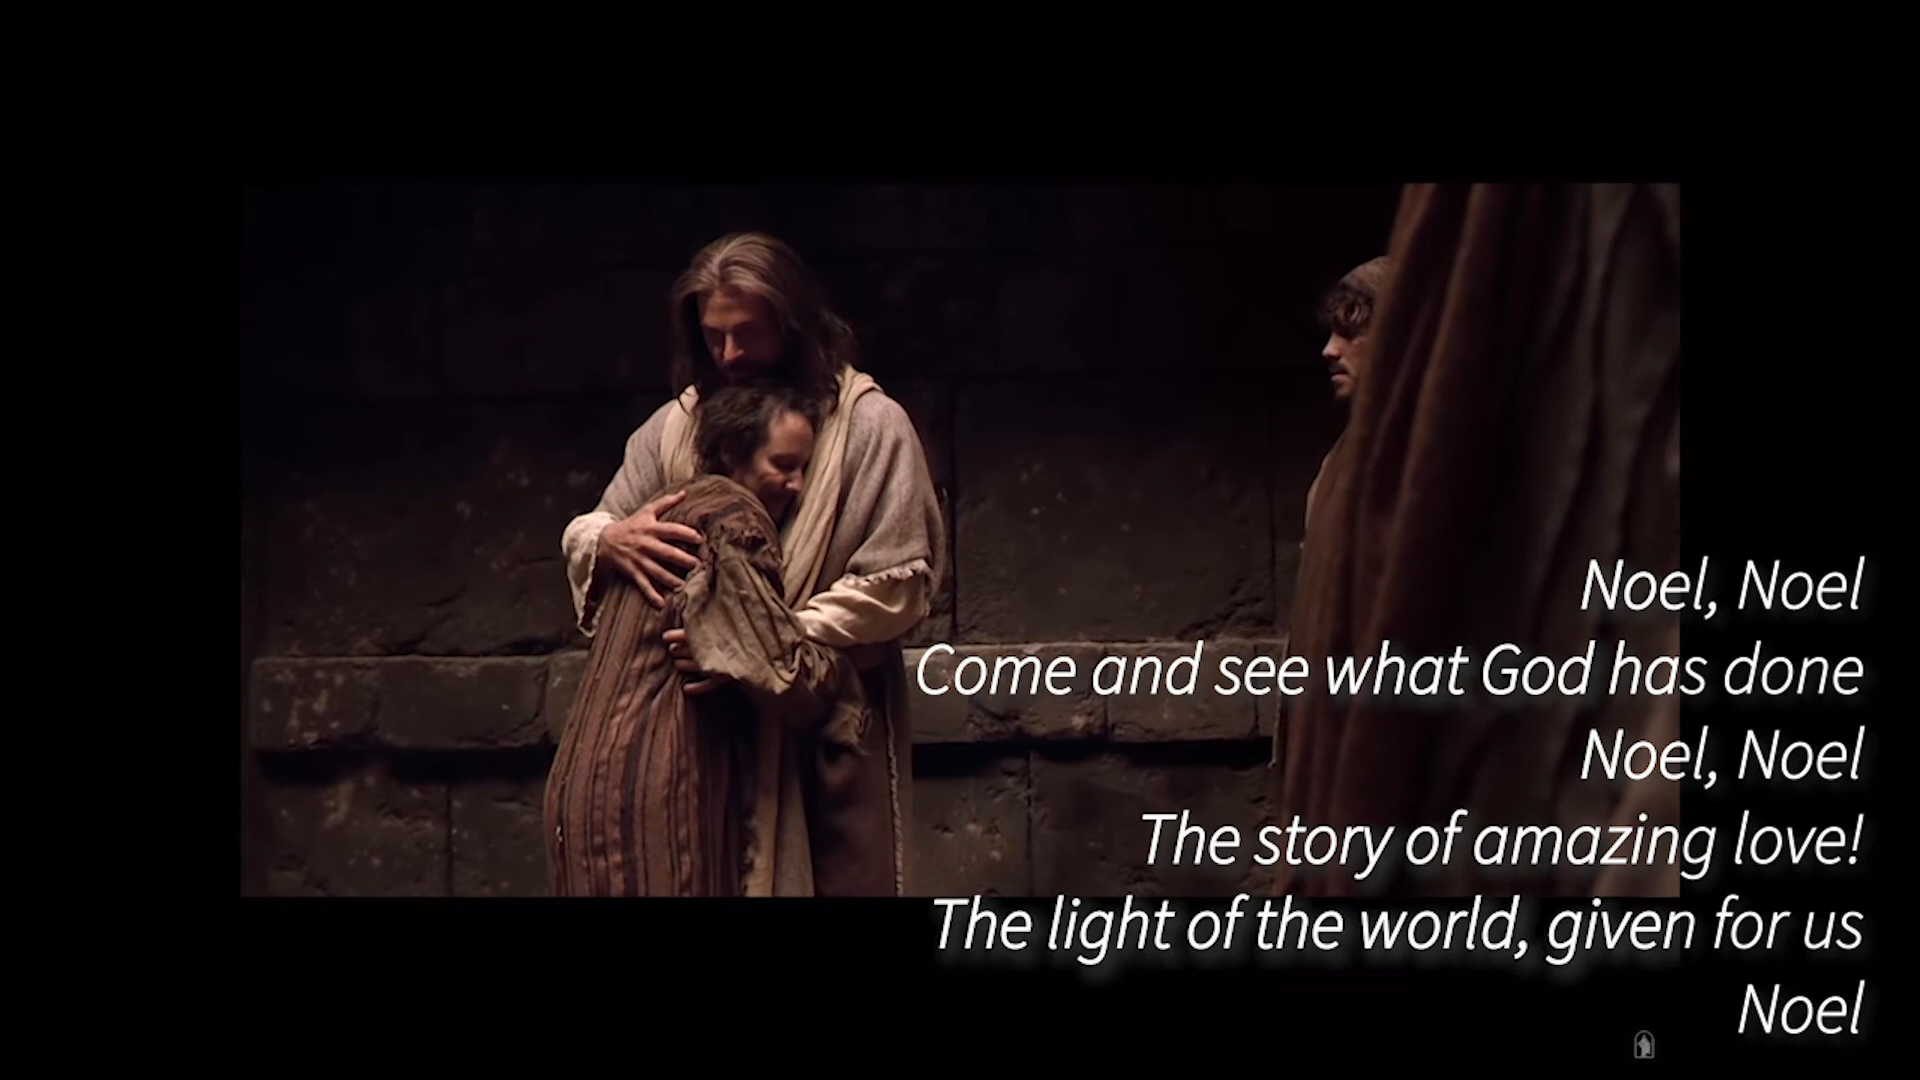 Noel, Noel
Come and see what God has done
Noel, Noel
The story of amazing love!
The light of the world, given for us
Noel